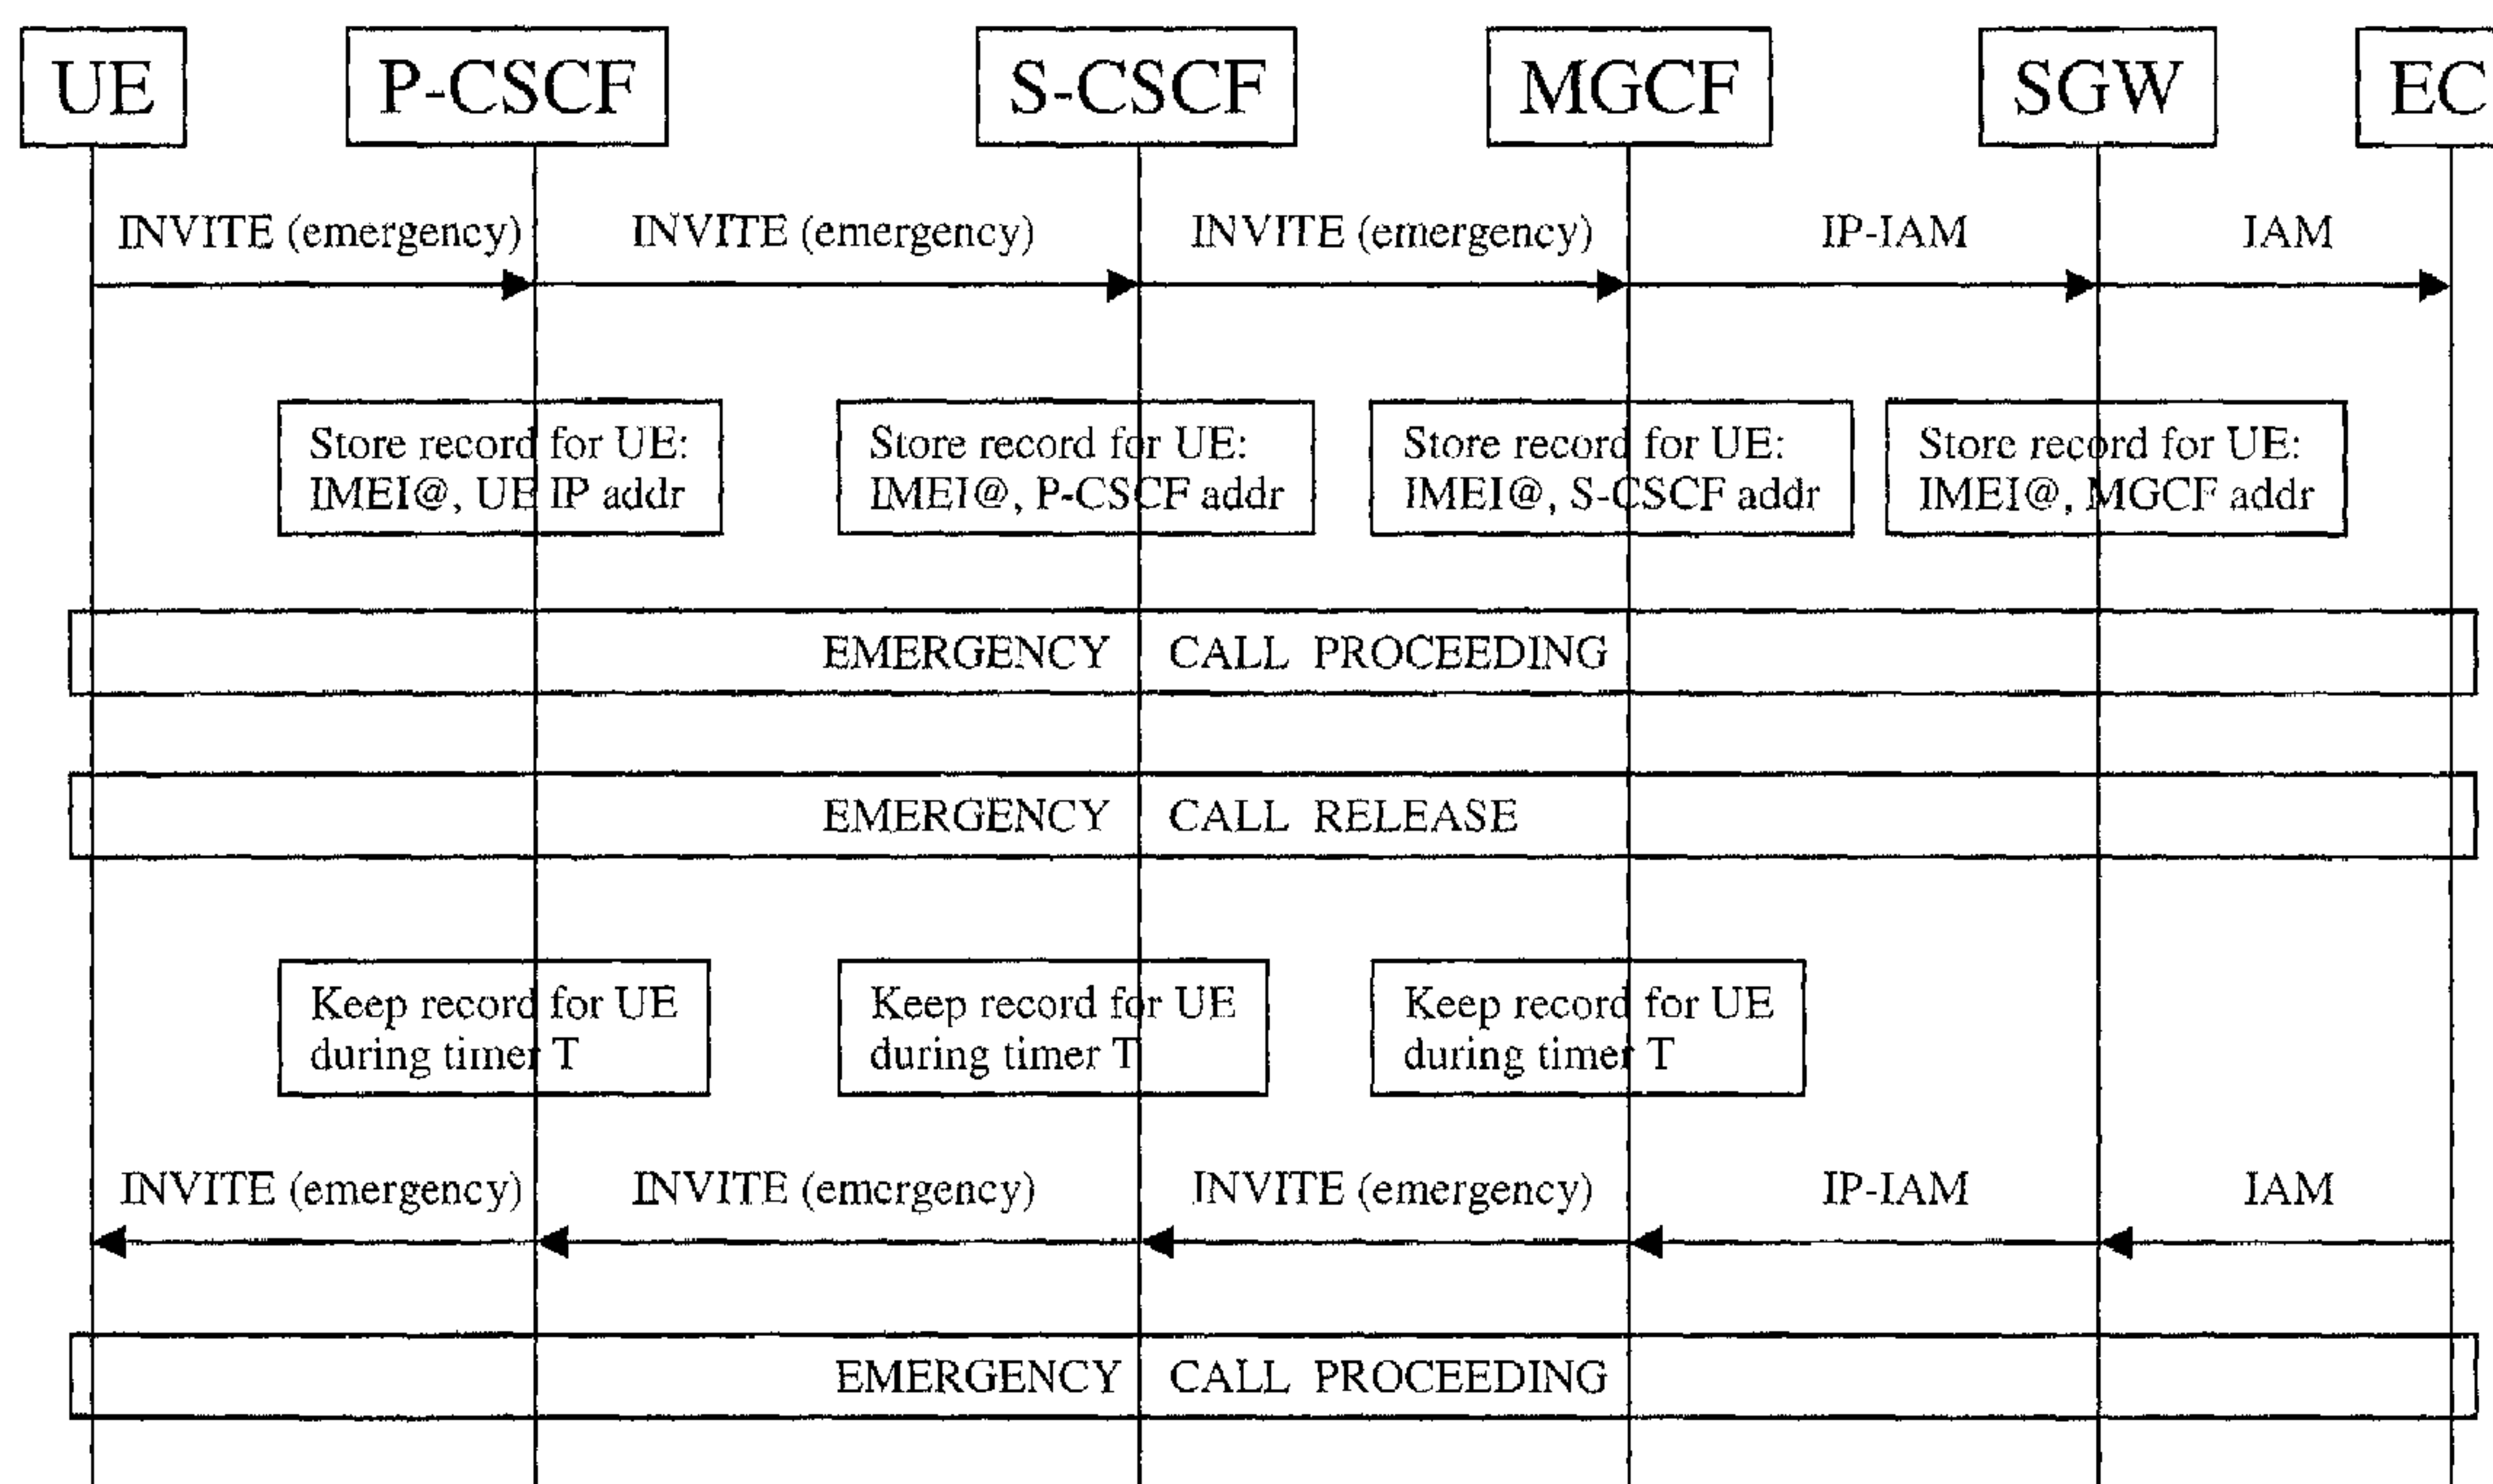 UE P-CSCF S-CSCF MGCF SGW EC
INVITE (emergency) INVITE (emergency) INVITE (emergency) IP-IAM IAM
Store record for UE: Store record for UE: Store record for UE: Store record for UE:
IMEI@, UE IP addr IMEI@, P-CSCF addr IMEI@, S-CSCF addr IMEI@, MGCF addr
EMERGENCY CALL PROCEEDING
EMERGENCY CALL RELEASE
Keep record for UE Keep record for UE Keep record for UE
during timer T during timer T during timer T
INVITE (emergency) INVITE (emergency) INVITE (emergency) IP-IAM IAM
EMERGENCY CALL PROCEEDING